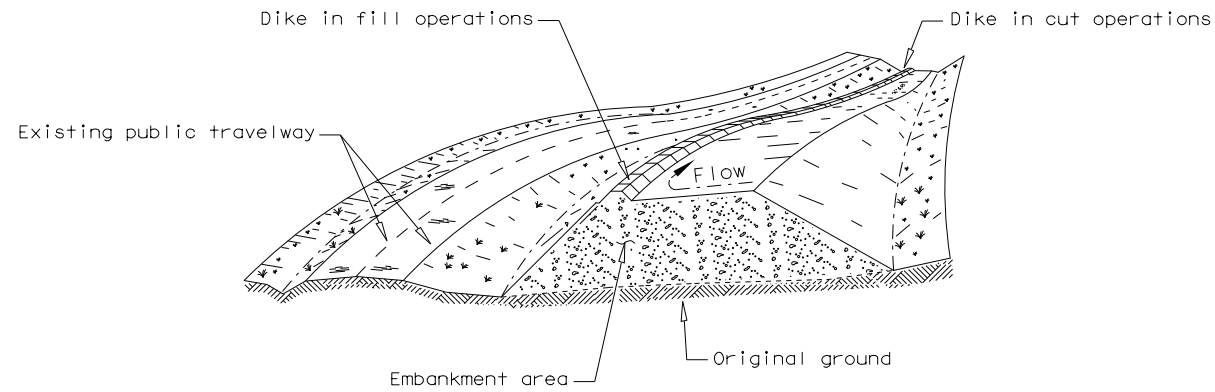 Dike in fill operations
Dike in cut operations
Existing public travelway
Flow
Original ground
Embankment area